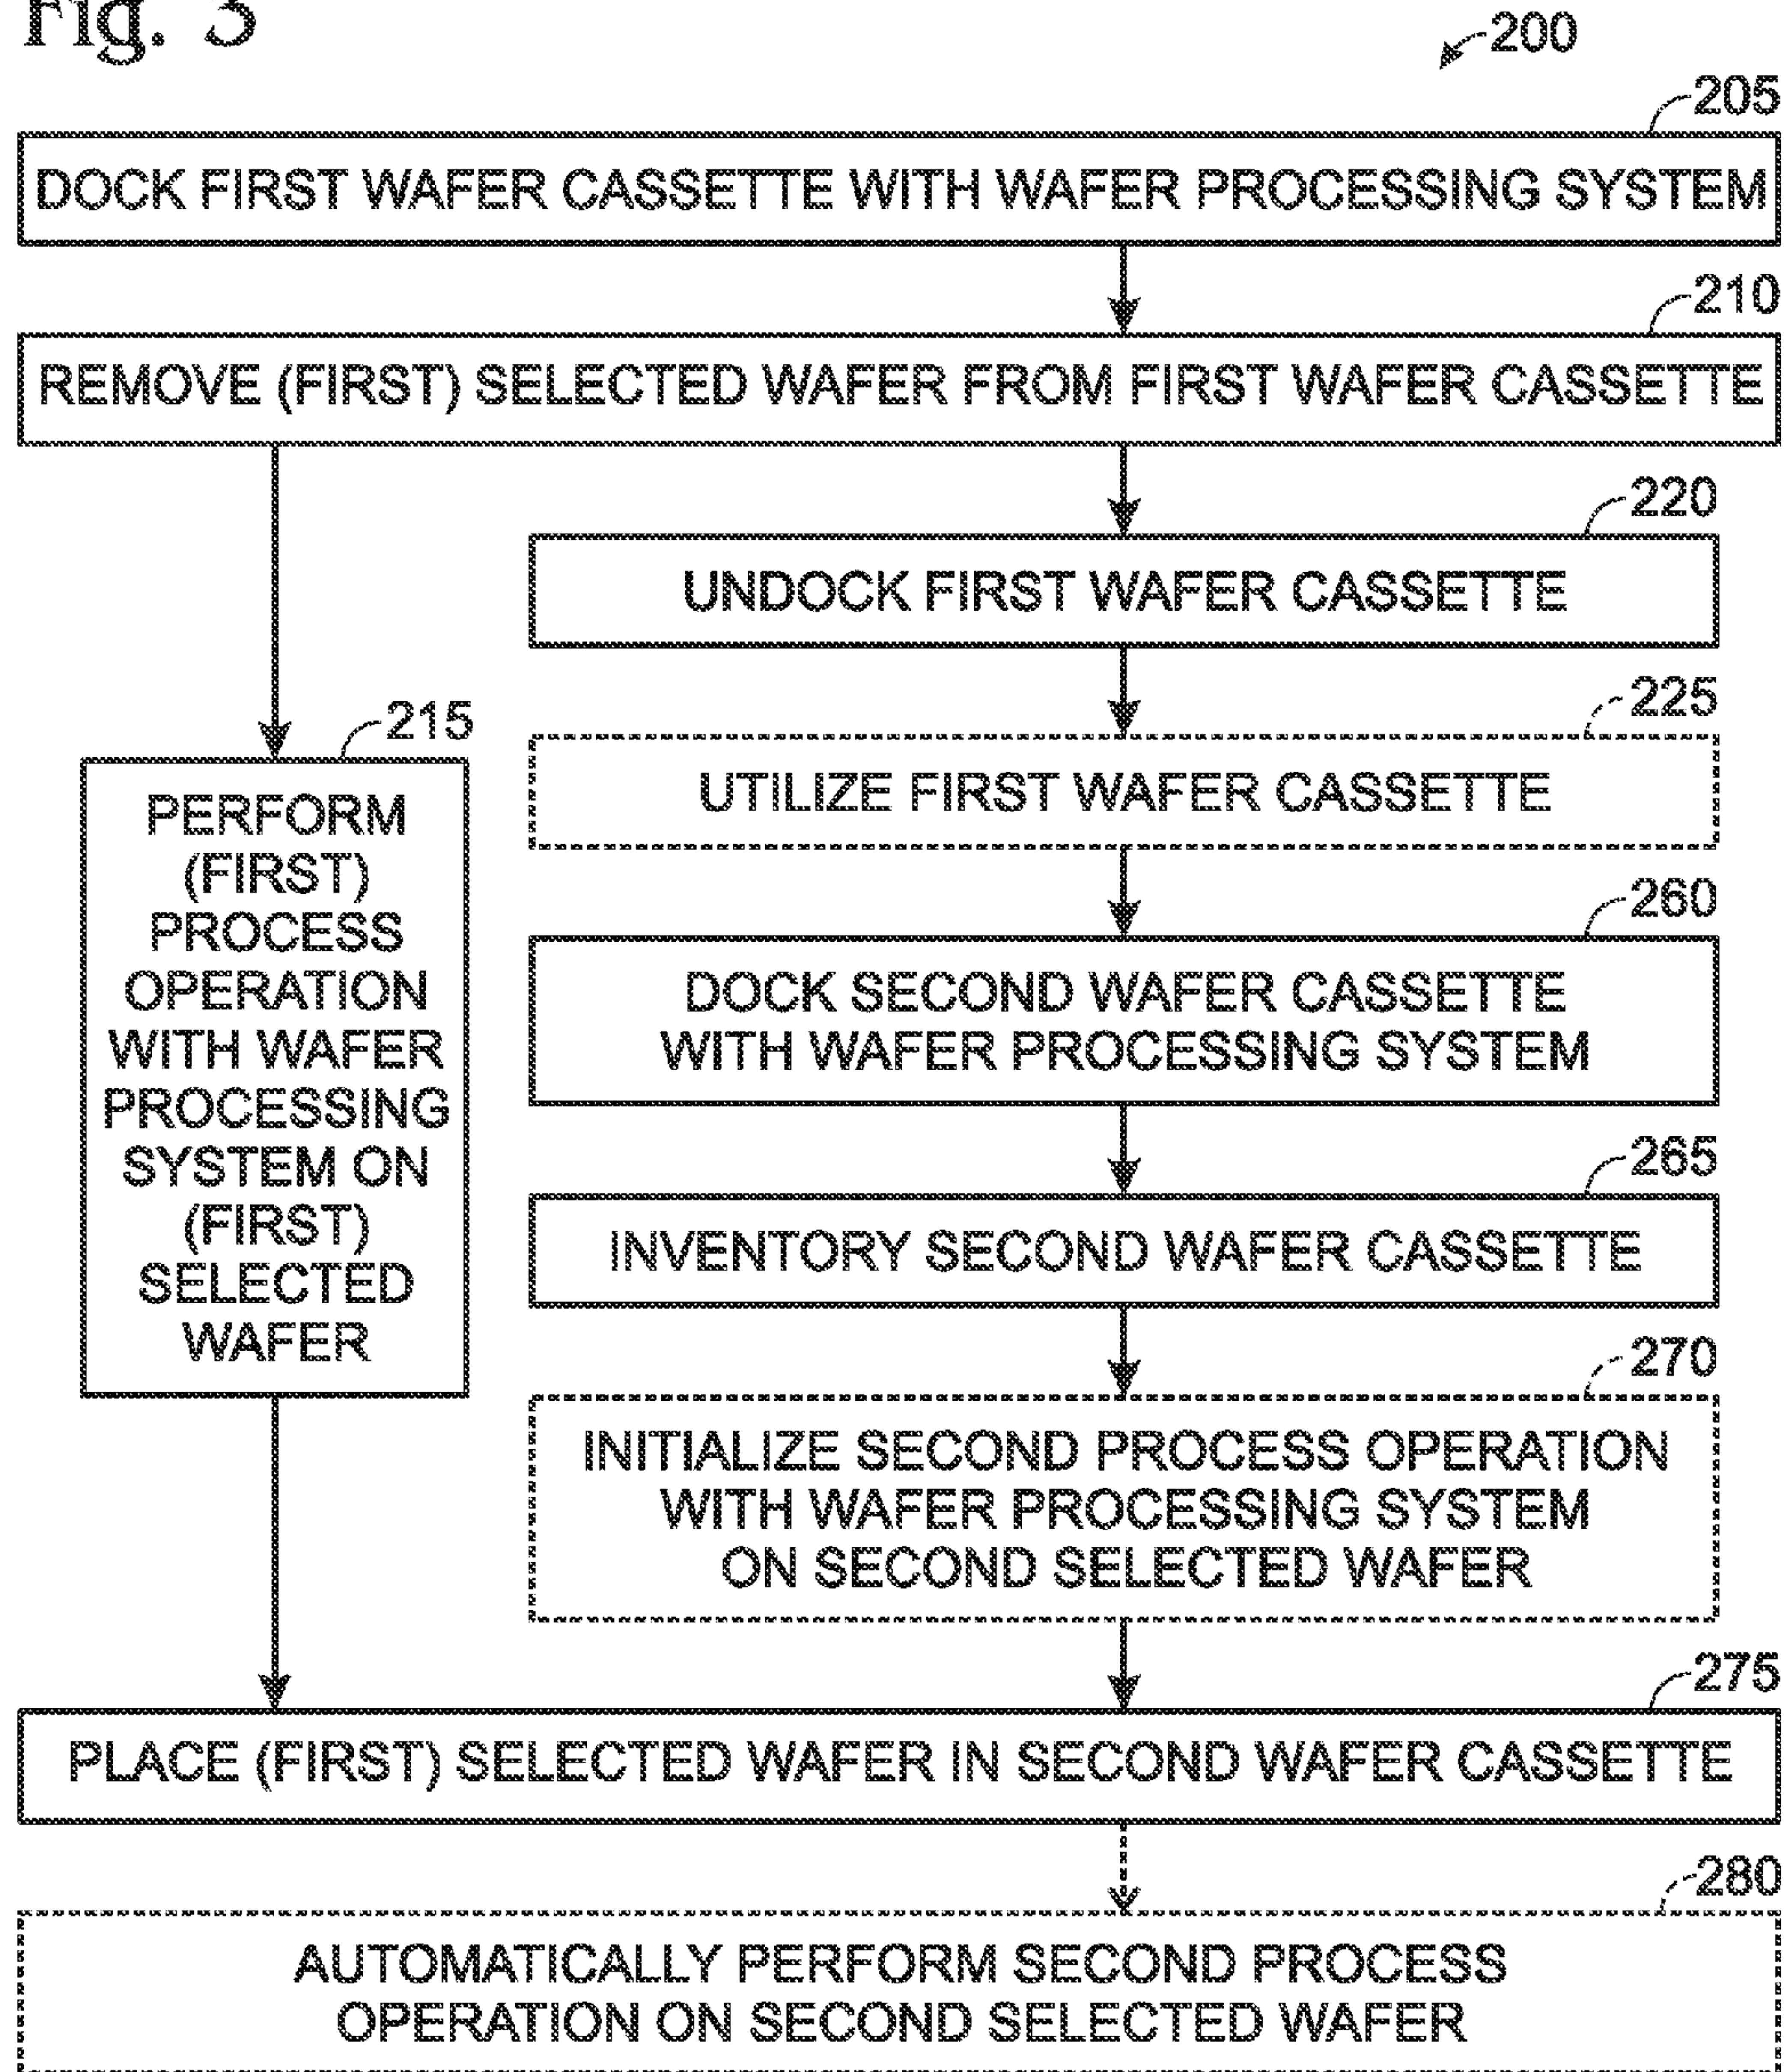 Fig. 3
200
205
DOCK FIRST WAFER CASSETTE WITH WAFER PROCESSING SYSTEM
210
REMOVE (FIRST) SELECTED WAFER FROM FIRST WAFER CASSETTE
220
UNDOCK FIRST WAFER CASSETTE
225
UTILIZE FIRST WAFER CASSETTE
215
PERFORM
(FIRST)
PROCESS
OPERATION
WITH WAFER
PROCESSING
SYSTEM ON
(FIRST)
SELECTED
WAFER
260
DOCK SECOND WAFER CASSETTE
WITH WAFER PROCESSING SYSTEM
265
INVENTORY SECOND WAFER CASSETTE
270
INITIALIZE SECOND PROCESS OPERATION
WITH WAFER PROCESSING SYSTEM
ON SECOND SELECTED WAFER
275
PLACE (FIRST) SELECTED WAFER IN SECOND WAFER CASSETTE
280
AUTOMATICALLY PERFORM SECOND PROCESS
OPERATION ON SECOND SELECTED WAFER